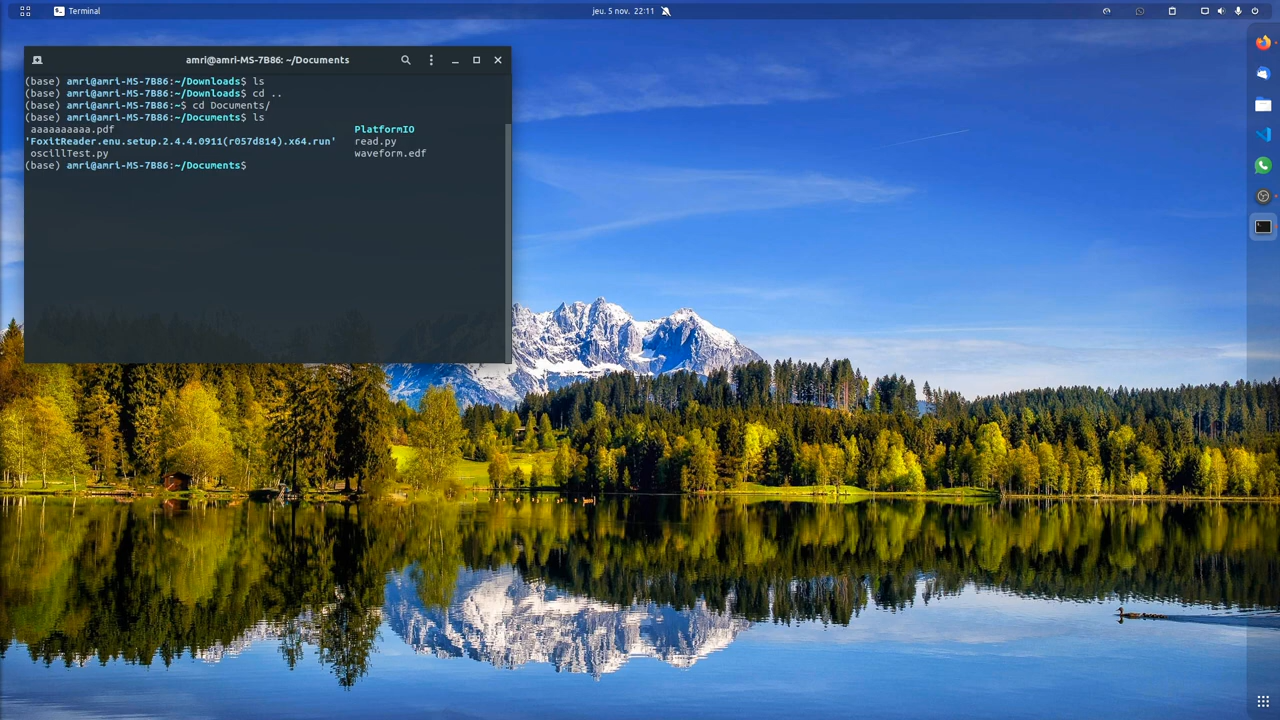 Terminal
jeu. 5 nov. 22:11
amri@amri-MS-7B86: ~/Documents
(base) amri@amri-MS-7B86:~/Downloads$ ls
(base) amri@amri-MS-7B86:~/Downloads$ cd ..
(base) amri@amri-MS-7B86:~$ cd Documents/
(base) amri@amri-MS-7B86:~/Documents$ ls
aaaaaaaaaa.pdf PlatformIO
'FoxitReader.enu.setup.2.4.4.0911(r057d814).x64.run' read.py
oscillTest.py waveform.edf
(base) amri@amri-MS-7B86:~/Documents$